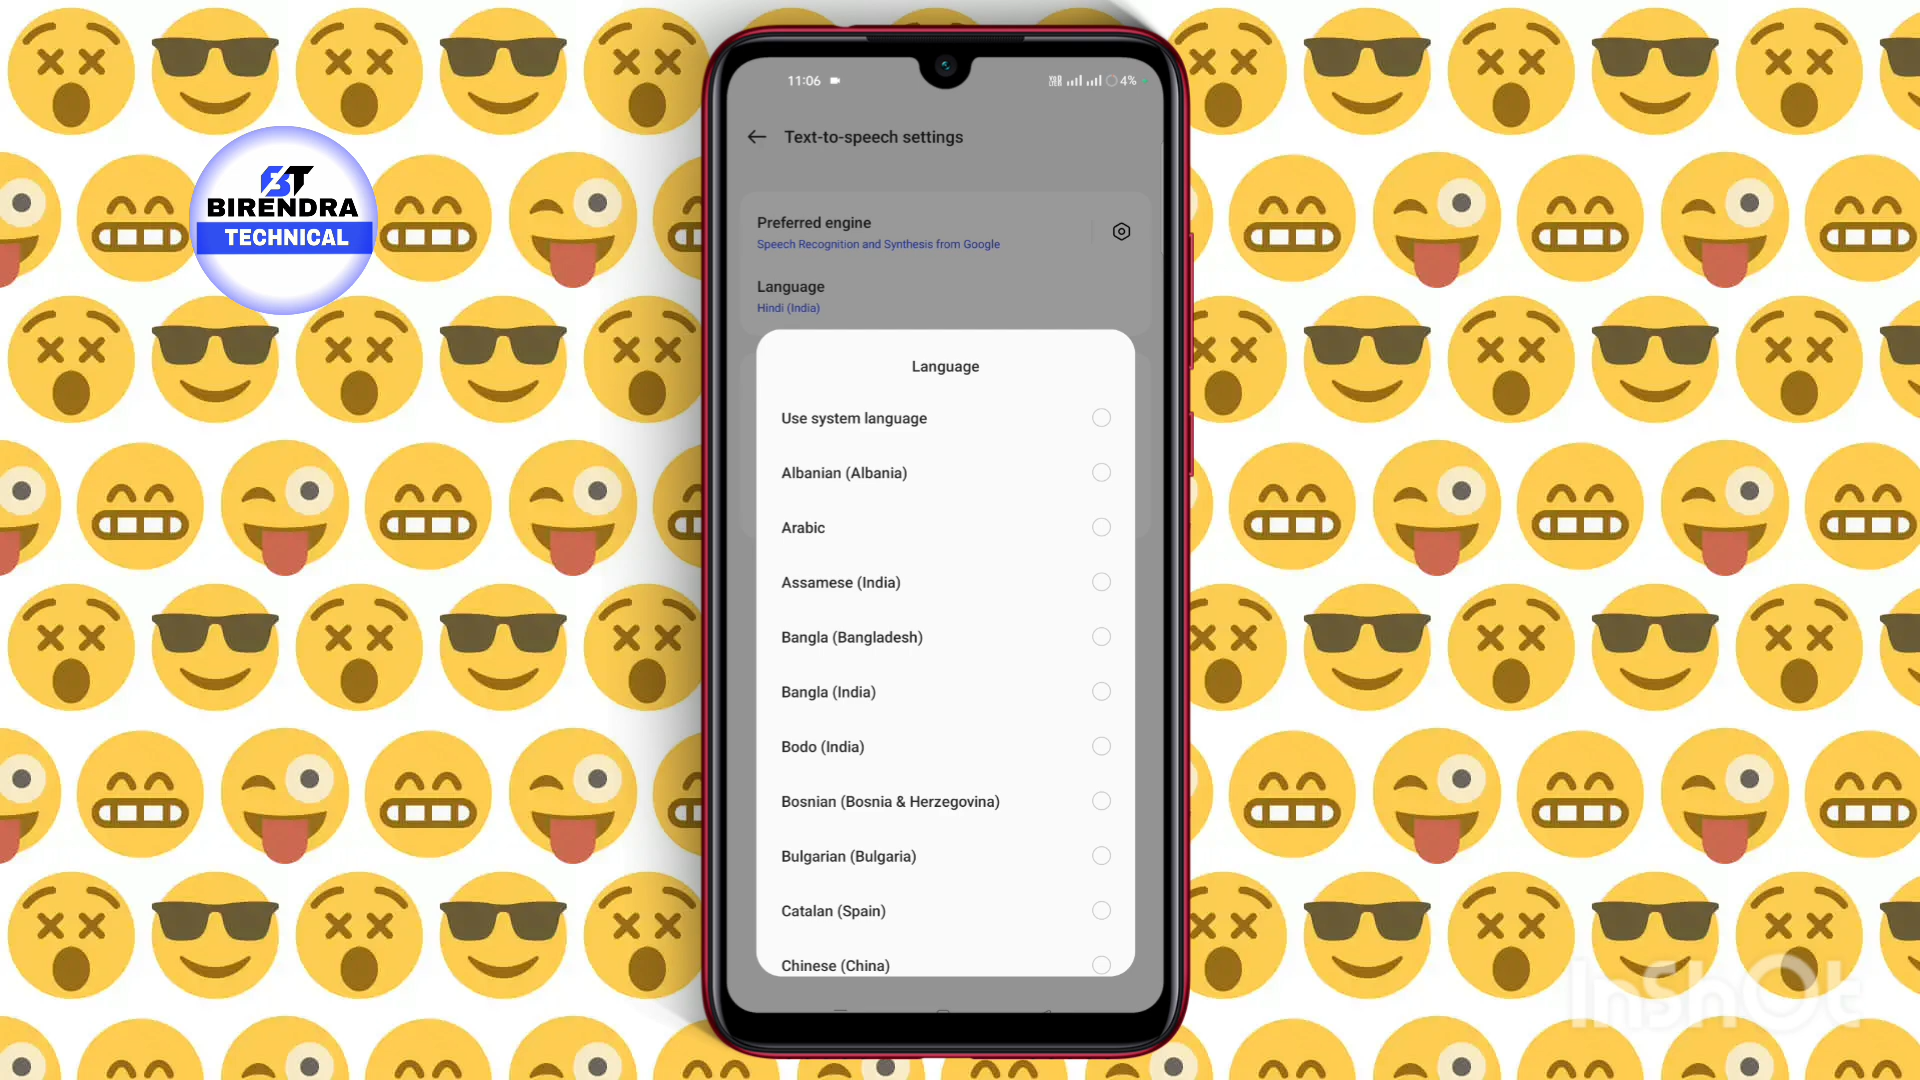 BT
BIRENDRA
TECHNICAL
11:06
4%
Text-to-speech settings
Preferred engine
Speech Recognition and Synthesis from Google
Language
Hindi (India)
Language
Use system language
Albanian (Albania)
Arabic
Assamese (India)
Bangla (Bangladesh)
Bangla (India)
Bodo (India)
Bosnian (Bosnia & Herzegovina)
Bulgarian (Bulgaria)
Catalan (Spain)
Chinese (China)
InShOt